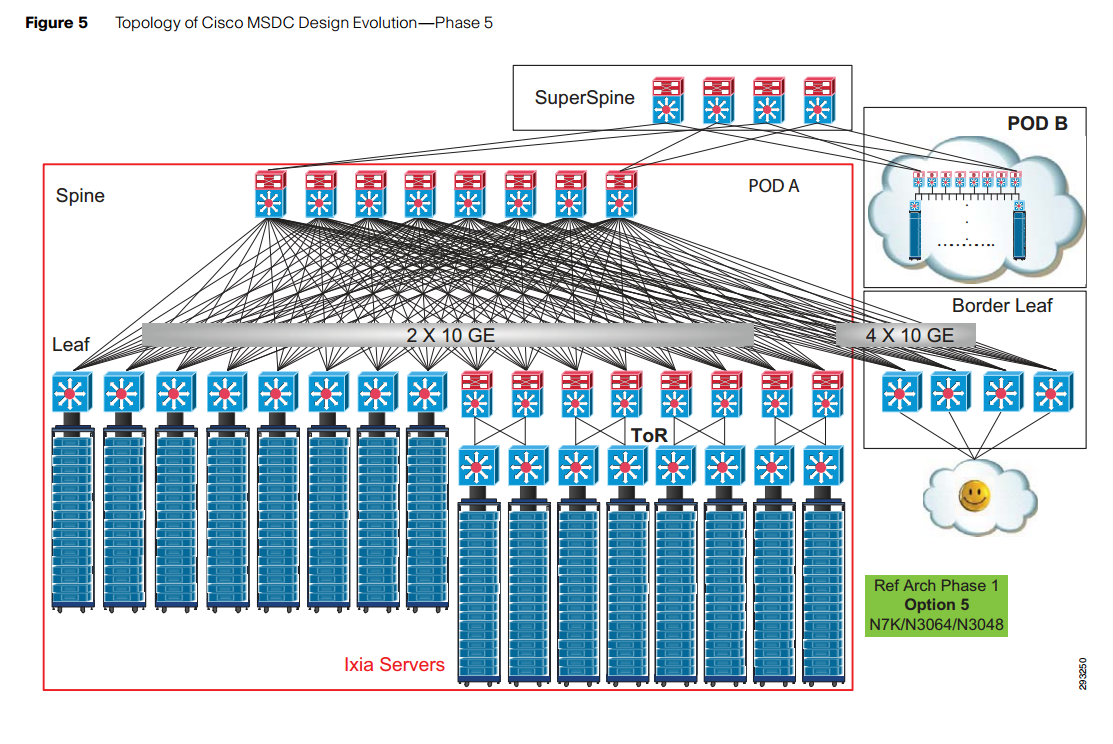 Figure 5 Topology of Cisco MSDC Design Evolution—Phase 5
SuperSpine
POD B
Spine
POD A
Border Leaf
Leaf
2 X 10 GE
4 X 10 GE
ToR
Ref Arch Phase 1
Option 5
N7K/N3064/N3048
Ixia Servers
293250